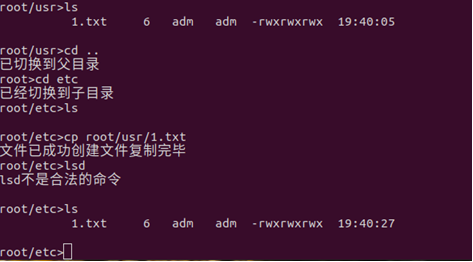 root/usr>ls
1.txt 6 adm adm -rwxrwxrwx 19:40:05
root/usr>cd ..
已切换到父目录
root>cd etc
已经切换到子目录
root/etc>ls
root/etc>cp root/usr/1.txt
文件已成功创建文件复制完毕
root/etc>lsd
lsd不是合法的命令
root/etc>ls
1.txt 6 adm adm -rwxrwxrwx 19:40:27
root/etc>